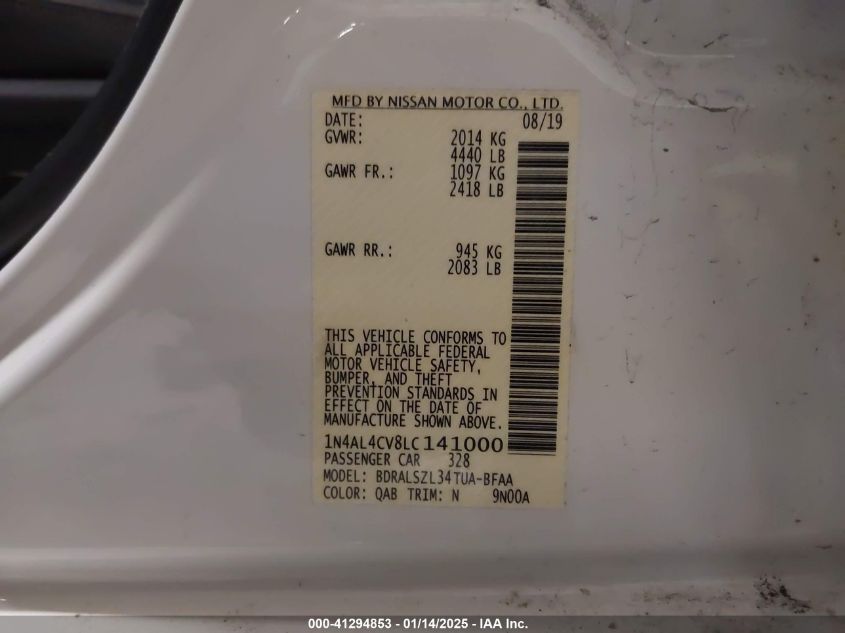 MFD BY NISSAN MOTOR CO., LTD.
DATE: 08/19
GVWR: 2014 KG
4440 LB
GAWR FR.: 1097 KG
2418 LB
GAWR RR.: 945 KG
2083 LB
THIS VEHICLE CONFORMS TO
ALL APPLICABLE FEDERAL
MOTOR VEHICLE SAFETY,
BUMPER, AND THEFT
PREVENTION STANDARDS IN
EFFECT ON THE DATE OF
MANUFACTURE SHOWN ABOVE.
1N4AL4CV8LC141000
PASSENGER CAR 328
MODEL: BDRALSZL34TUA-BFAA
COLOR: QAB TRIM: N 9N00A
000-41294853 — 01/14/2025 — IAA Inc.